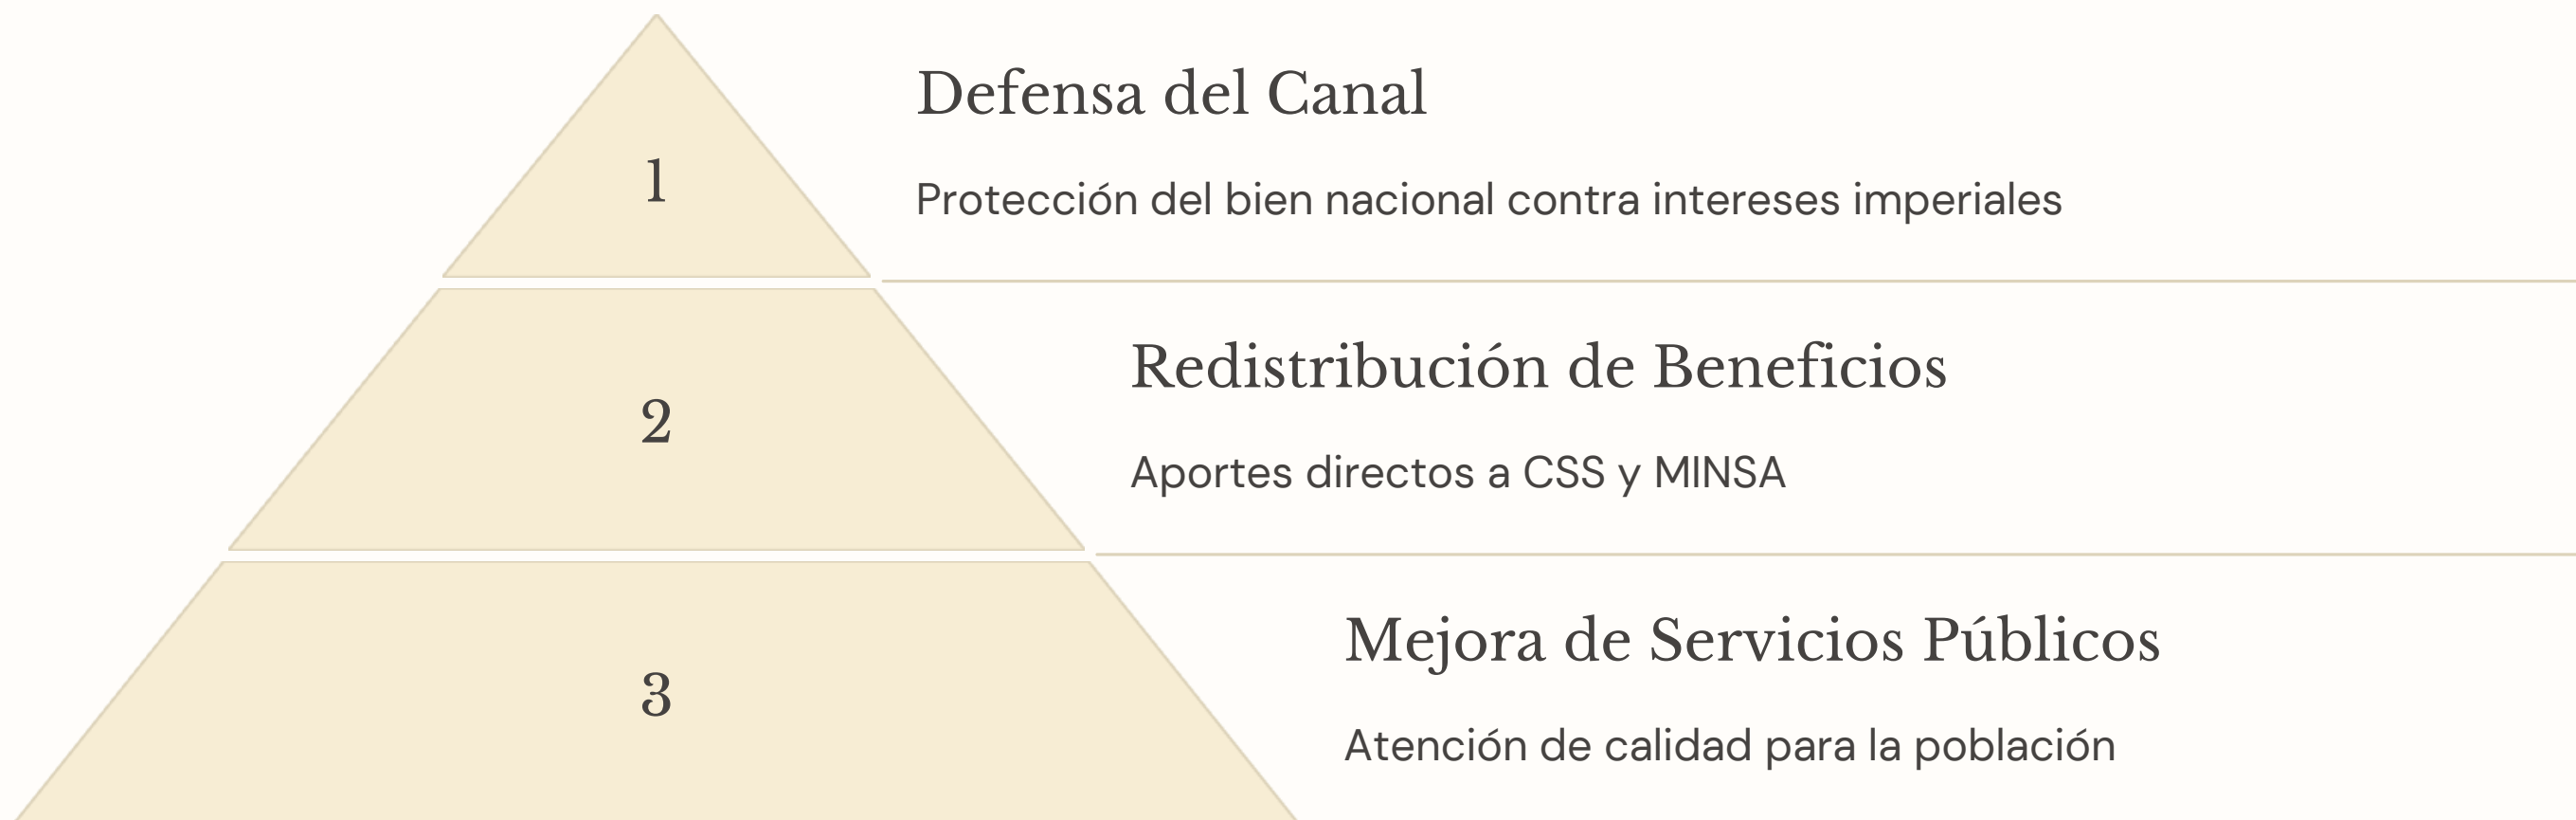 1
Defensa del Canal
Protección del bien nacional contra intereses imperiales
2
Redistribución de Beneficios
Aportes directos a CSS y MINSA
3
Mejora de Servicios Públicos
Atención de calidad para la población